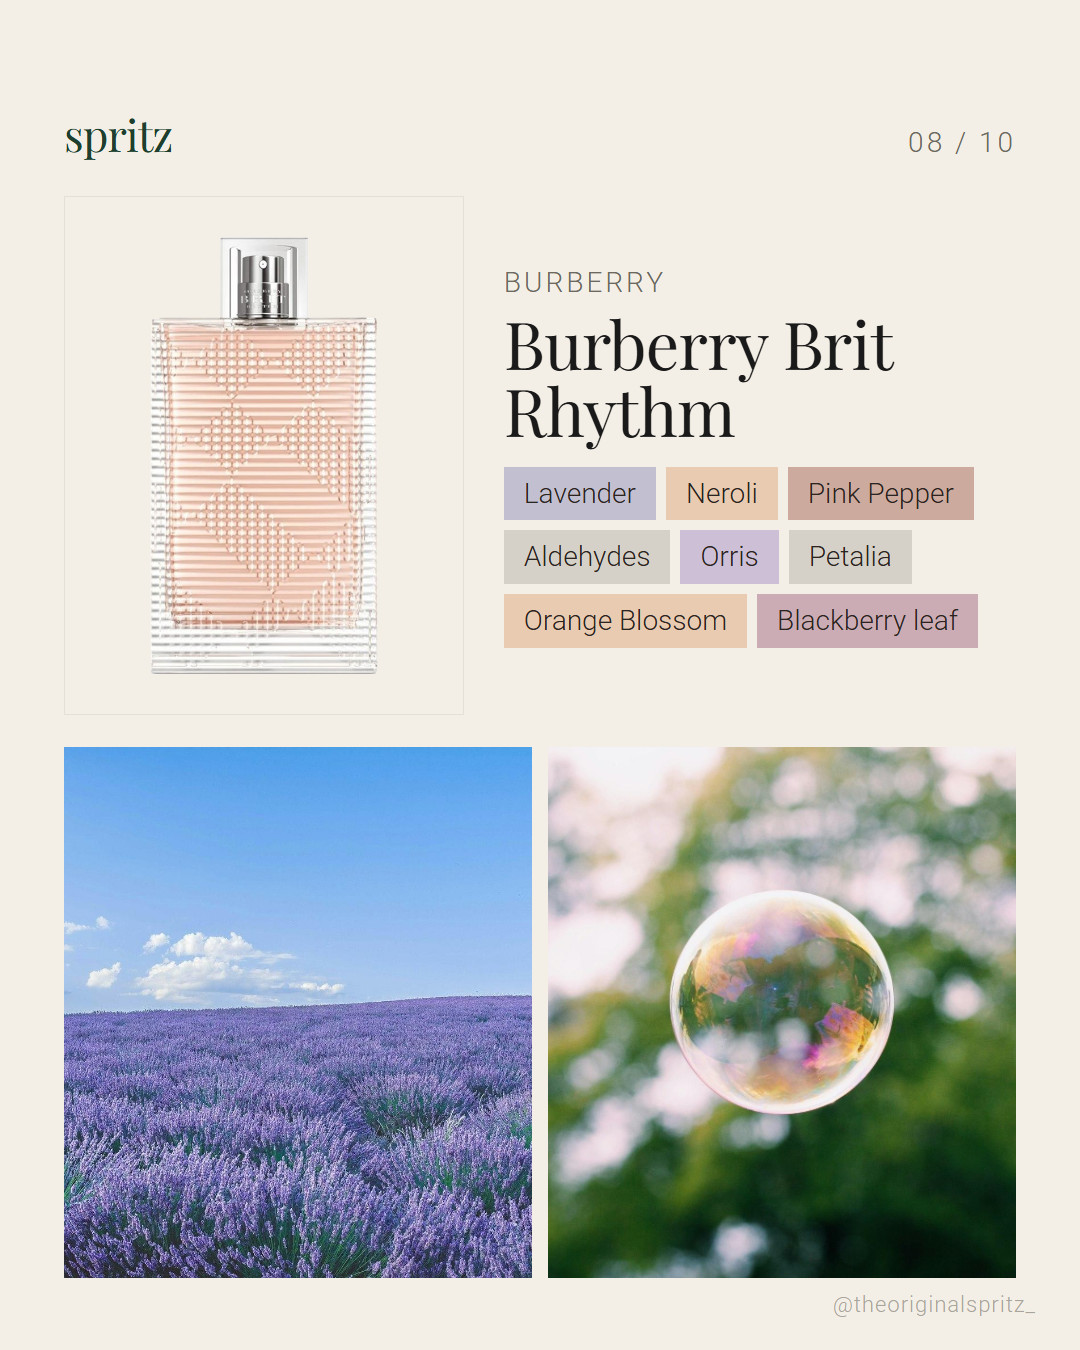 spritz
08 / 10
BRIT
BURBERRY
Burberry Brit
Rhythm
Lavender
Neroli
Pink Pepper
Aldehydes
Orris
Petalia
Orange Blossom
Blackberry leaf
@theoriginalspritz_